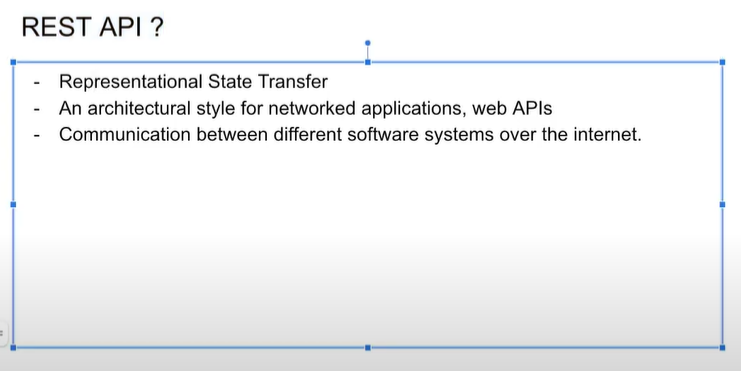 REST API ?
- Representational State Transfer
- An architectural style for networked applications, web APIs
- Communication between different software systems over the internet.